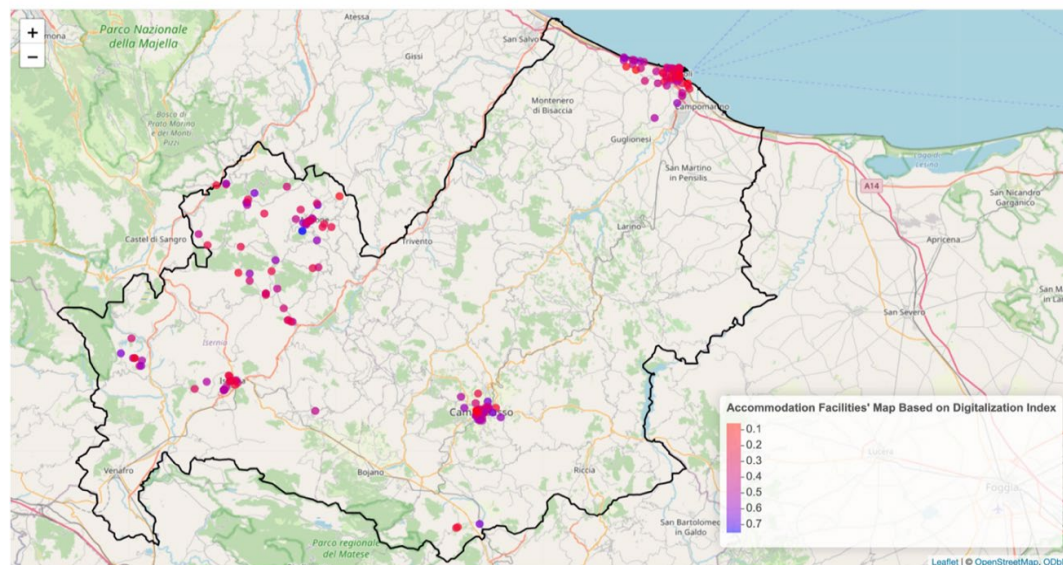 +
−
Parco Nazionale
della Majella
Atessa
San Salvo
Gissi
Bosco di
Montenero
di Bisaccia
Campomarino
Guglionesi
San Martino
in Pensilis
A14
San Nicandro
Garganico
Castel di Sangro
Trivento
Larino
Apricena
San Severo
Isernia
Venafro
Bojano
Riccia
Lucera
Foggia
San Bartolomeo
in Galdo
Parco regionale
del Matese
Accommodation Facilities' Map Based on Digitalization Index
0.1
0.2
0.3
0.4
0.5
0.6
0.7
Leaflet | © OpenStreetMap, ODb